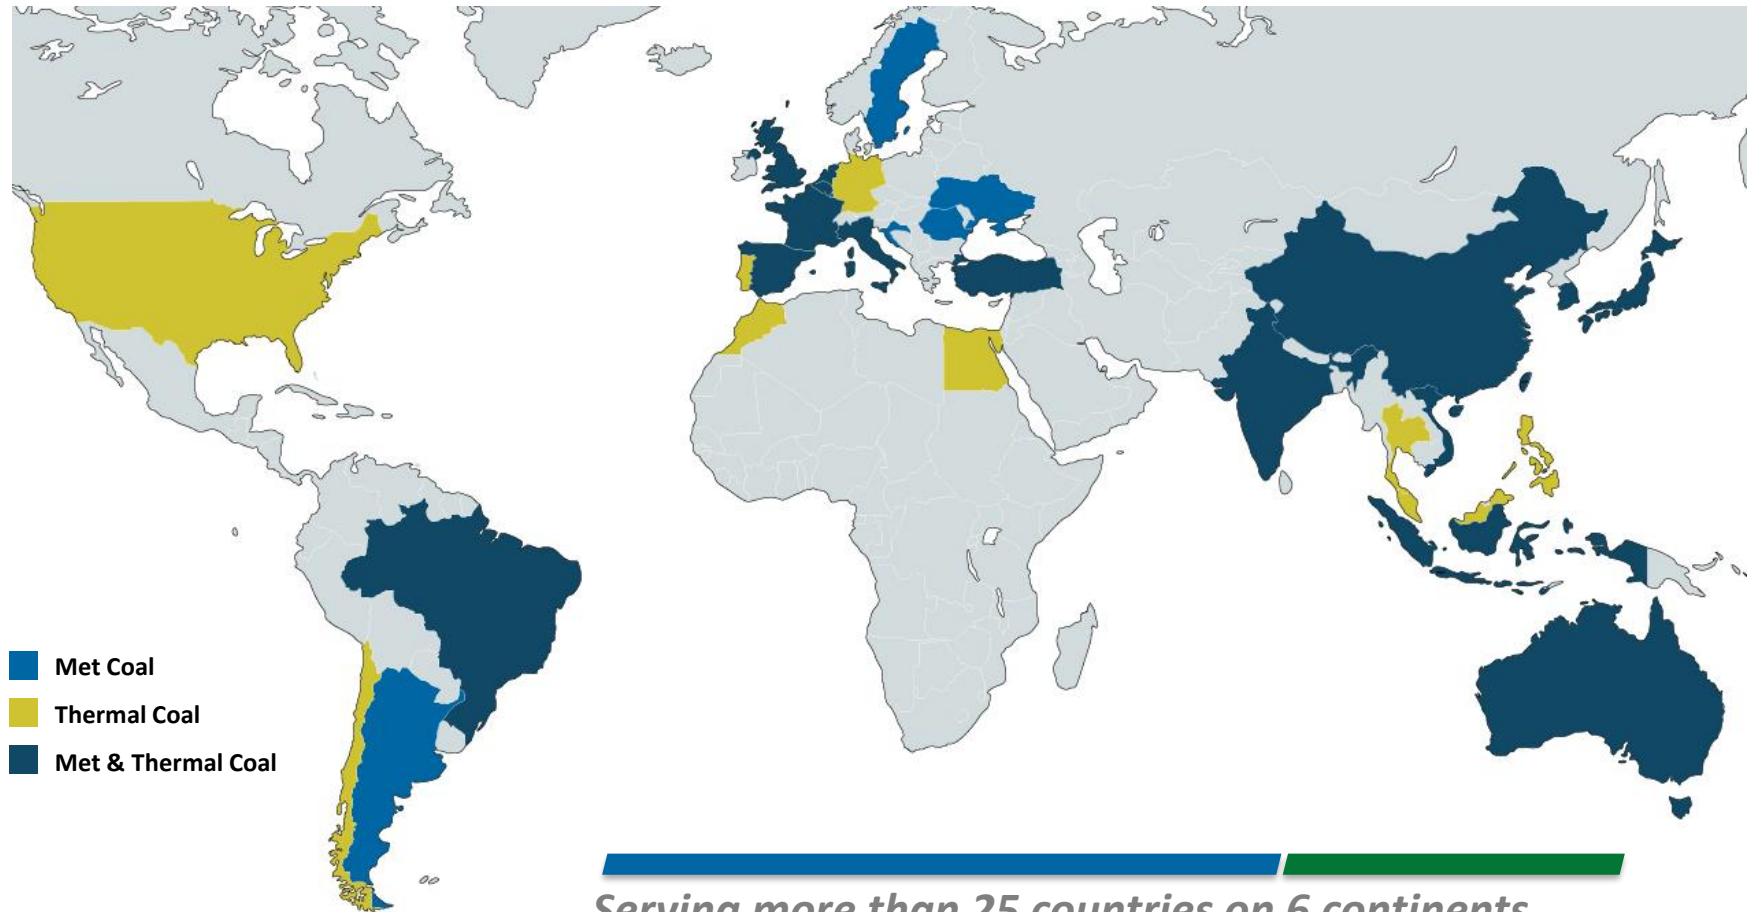 Met Coal
Thermal Coal
Met & Thermal Coal
Serving more than 25 countries on 6 continents